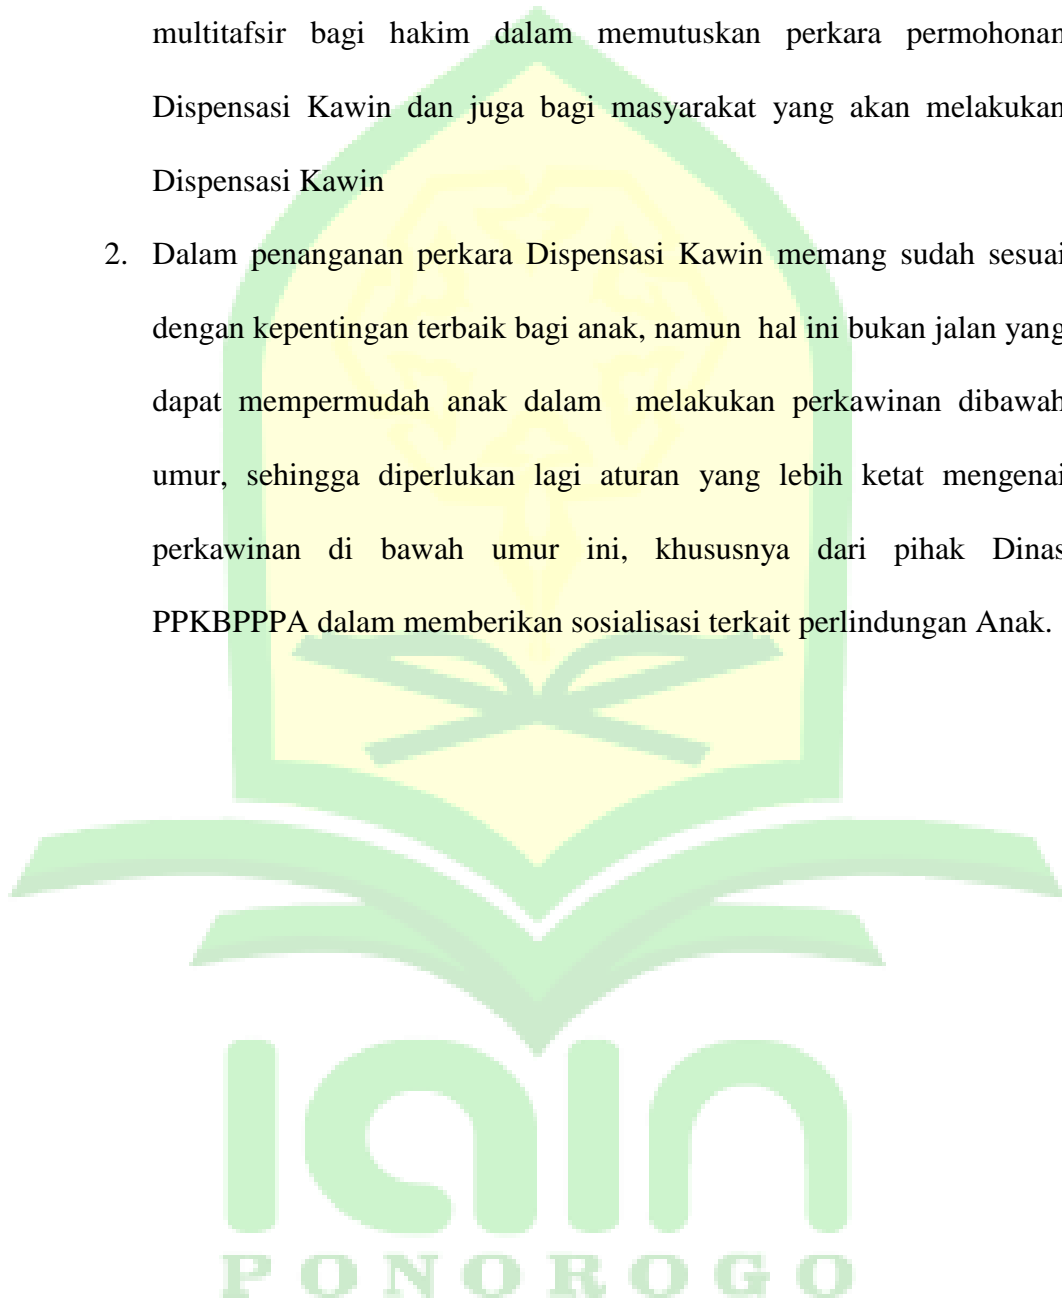 multitafsir bagi hakim dalam memutuskan perkara permohonan
Dispensasi Kawin dan juga bagi masyarakat yang akan melakukan
Dispensasi Kawin
2. Dalam penanganan perkara Dispensasi Kawin memang sudah sesuai
dengan kepentingan terbaik bagi anak, namun hal ini bukan jalan yang
dapat mempermudah anak dalam melakukan perkawinan dibawah
umur, sehingga diperlukan lagi aturan yang lebih ketat mengenai
perkawinan di bawah umur ini, khususnya dari pihak Dinas
PPKBPPPA dalam memberikan sosialisasi terkait perlindungan Anak.
iain
PONOROGO